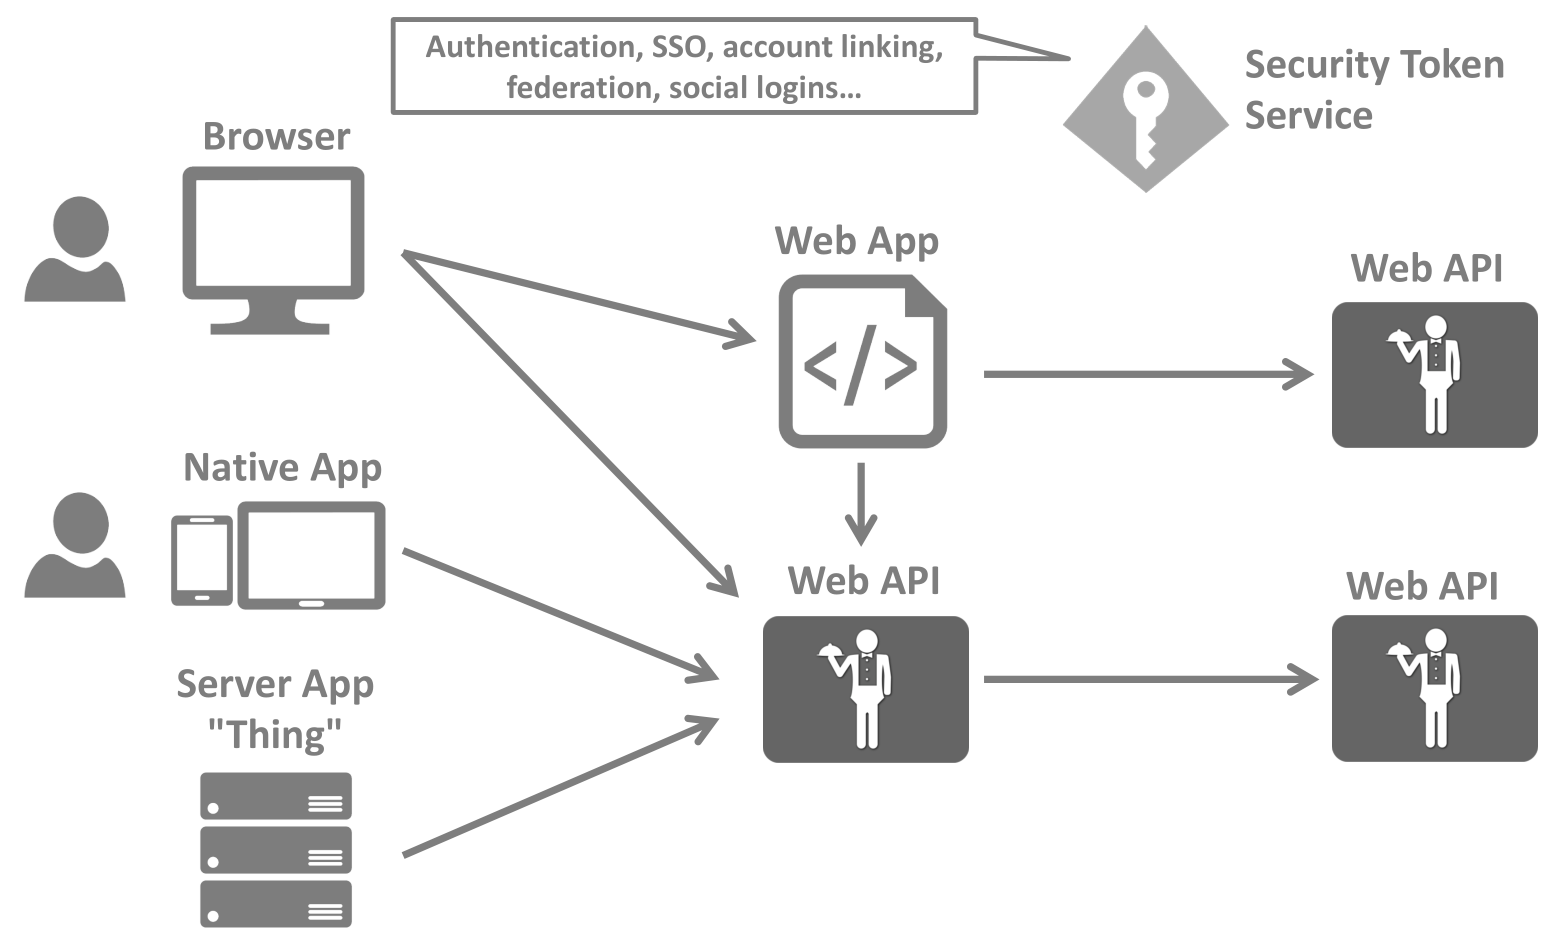 Authentication, SSO, account linking,
federation, social logins...
Security Token
Service
Browser
Web App
</>
Web API
Native App
Web API
Web API
Server App
"Thing"